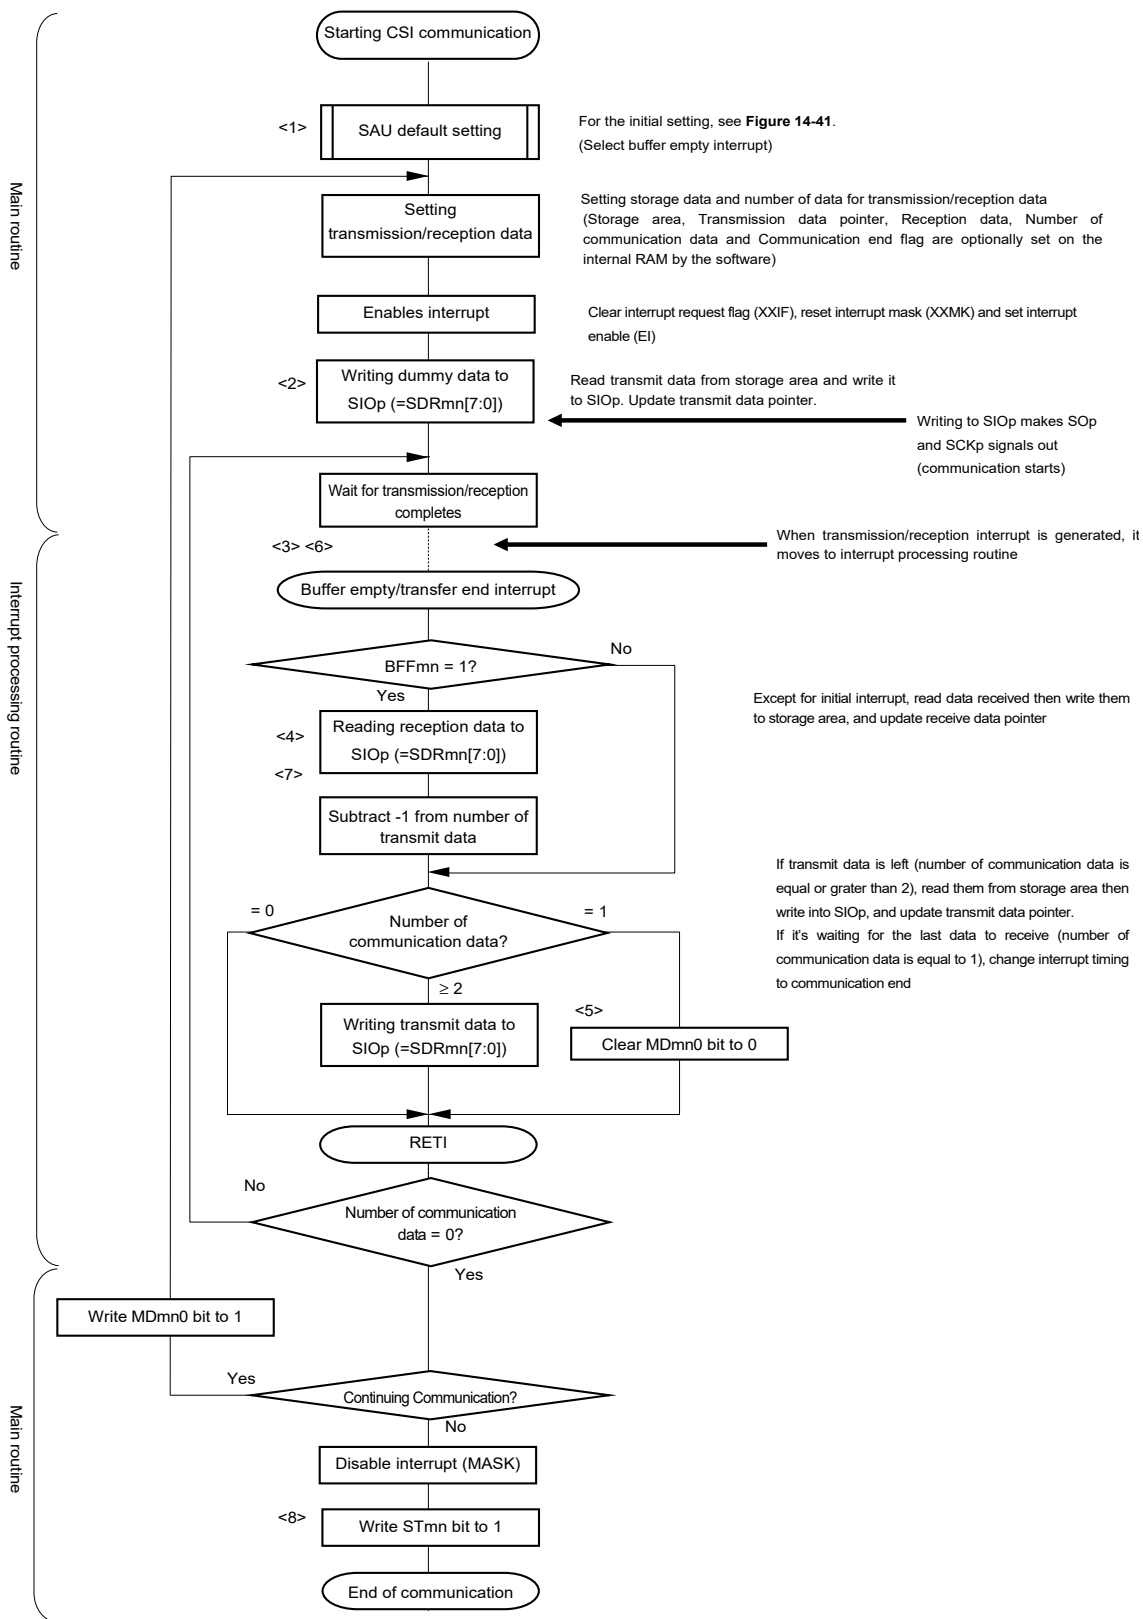 Starting CSI communication
<1>
SAU default setting
For the initial setting, see Figure 14-41.
(Select buffer empty interrupt)
Main routine
Setting
transmission/reception data
Setting storage data and number of data for transmission/reception data
(Storage area, Transmission data pointer, Reception data, Number of
communication data and Communication end flag are optionally set on the
internal RAM by the software)
Enables interrupt
Clear interrupt request flag (XXIF), reset interrupt mask (XXMK) and set interrupt
enable (EI)
<2>
Writing dummy data to
SIOp (=SDRmn[7:0])
Read transmit data from storage area and write it
to SIOp. Update transmit data pointer.
Writing to SIOp makes SOp
and SCKp signals out
(communication starts)
Wait for transmission/reception
completes
<3> <6>
When transmission/reception interrupt is generated, it
moves to interrupt processing routine
Interrupt processing routine
Buffer empty/transfer end interrupt
BFFmn = 1?
No
Yes
<4>
<7>
Reading reception data to
SIOp (=SDRmn[7:0])
Except for initial interrupt, read data received then write them
to storage area, and update receive data pointer
Subtract -1 from number of
transmit data
= 0
Number of
communication data?
= 1
≥ 2
If transmit data is left (number of communication data is
equal or grater than 2), read them from storage area then
write into SIOp, and update transmit data pointer.
If it's waiting for the last data to receive (number of
communication data is equal to 1), change interrupt timing
to communication end
Writing transmit data to
SIOp (=SDRmn[7:0])
<5>
Clear MDmn0 bit to 0
RETI
No
Number of communication
data = 0?
Yes
Main routine
Write MDmn0 bit to 1
Yes
Continuing Communication?
No
Disable interrupt (MASK)
<8>
Write STmn bit to 1
End of communication